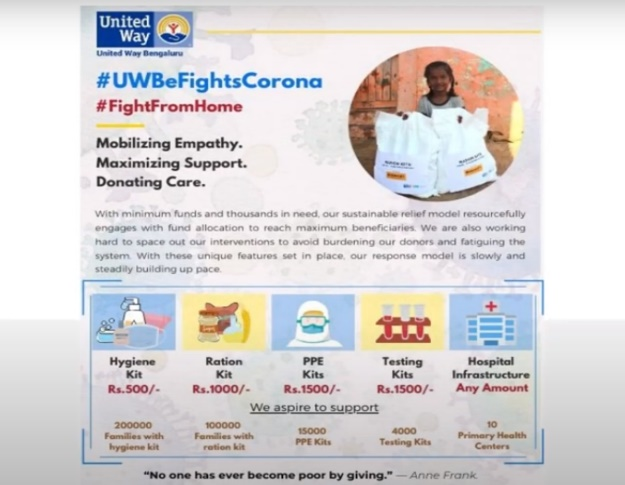 United
Way
United Way Bengaluru
#UWBeFightsCorona
#FightFromHome
Mobilizing Empathy.
Maximizing Support.
Donating Care.
With minimum funds and thousands in need, our sustainable relief model resourcefully
engages with fund allocation to reach maximum beneficiaries. We are also working
hard to space out our interventions to avoid burdening our donors and fatiguing the
system. With these unique features set in place, our response model is slowly and
steadily building up pace.
Hygiene
Kit
Rs.500/-
Ration
Kit
Rs.1000/-
PPE
Kits
Rs.1500/-
Testing
Kits
Rs.1500/-
Hospital
Infrastructure
Any Amount
We aspire to support
200000
Families with
hygiene kit
100000
Families with
ration kit
15000
PPE Kits
4000
Testing Kits
10
Primary Health
Centers
“No one has ever become poor by giving.” — Anne Frank.